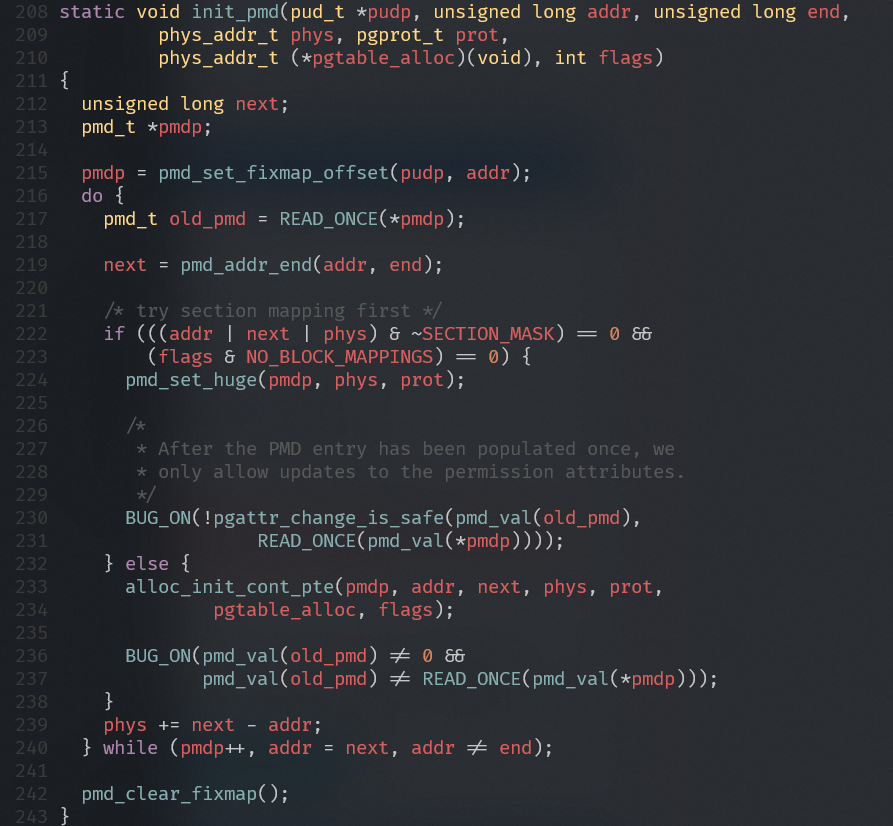 208 static void init_pmd(pud_t *pudp, unsigned long addr, unsigned long end,
209          phys_addr_t phys, pgprot_t prot,
210          phys_addr_t (*pgtable_alloc)(void), int flags)
211 {
212   unsigned long next;
213   pmd_t *pmdp;
214
215   pmdp = pmd_set_fixmap_offset(pudp, addr);
216   do {
217     pmd_t old_pmd = READ_ONCE(*pmdp);
218
219     next = pmd_addr_end(addr, end);
220
221     /* try section mapping first */
222     if (((addr | next | phys) & ~SECTION_MASK) == 0 &&
223         (flags & NO_BLOCK_MAPPINGS) == 0) {
224       pmd_set_huge(pmdp, phys, prot);
225
226       /*
227        * After the PMD entry has been populated once, we
228        * only allow updates to the permission attributes.
229        */
230       BUG_ON(!pgattr_change_is_safe(pmd_val(old_pmd),
231                   READ_ONCE(pmd_val(*pmdp))));
232     } else {
233       alloc_init_cont_pte(pmdp, addr, next, phys, prot,
234               pgtable_alloc, flags);
235
236       BUG_ON(pmd_val(old_pmd) != 0 &&
237              pmd_val(old_pmd) != READ_ONCE(pmd_val(*pmdp)));
238     }
239     phys += next - addr;
240   } while (pmdp++, addr = next, addr != end);
241
242   pmd_clear_fixmap();
243 }